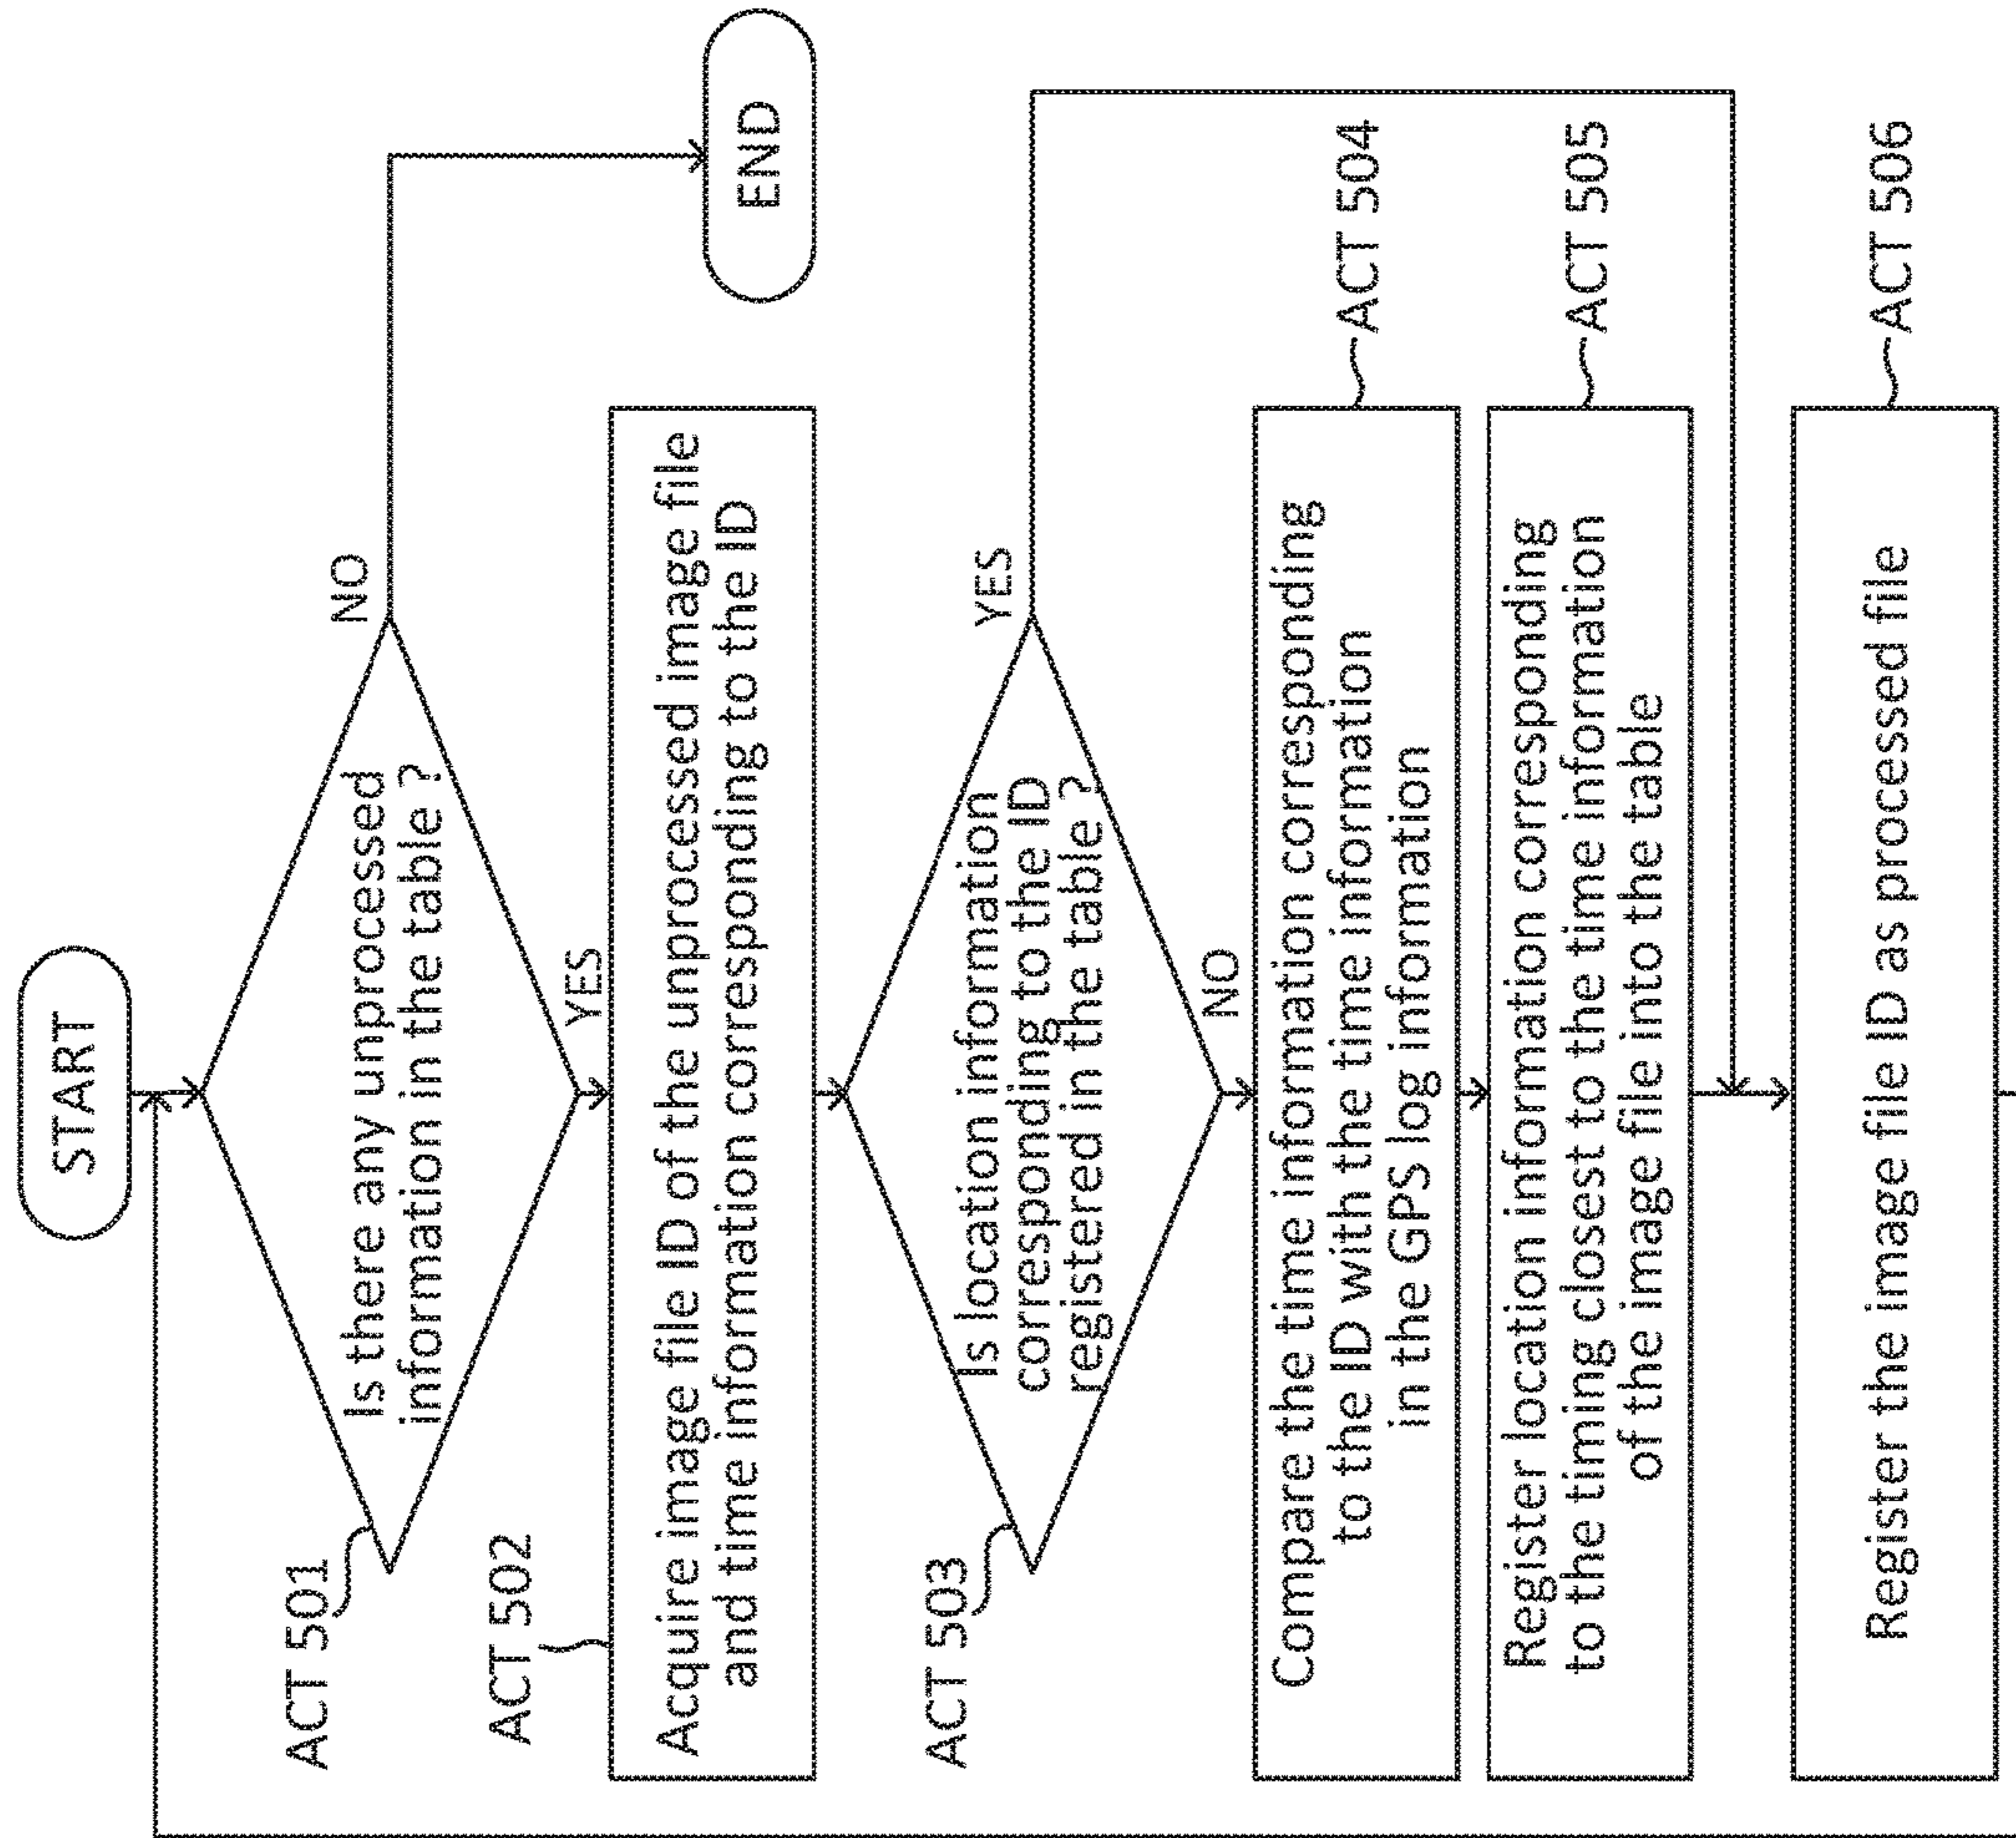 START
ACT 501
Is there any unprocessed
information in the table ?
NO
END
YES
ACT 502
Acquire image file ID of the unprocessed image file
and time information corresponding to the ID
ACT 503
Is location information
corresponding to the ID
registered in the table ?
YES
NO
Compare the time information corresponding
to the ID with the time information
in the GPS log information
ACT 504
Register location information corresponding
to the timing closest to the time information
of the image file into the table
ACT 505
Register the image file ID as processed file
ACT 506